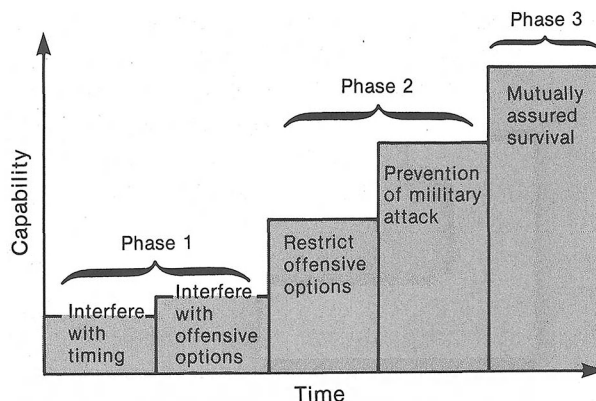 Phase 3
Phase 2
Mutually
assured
survival
Prevention
of miilitary
attack
Phase 1
Restrict
offensive
options
Interfere
with
timing
Interfere
with
offensive
options
Capability
Time